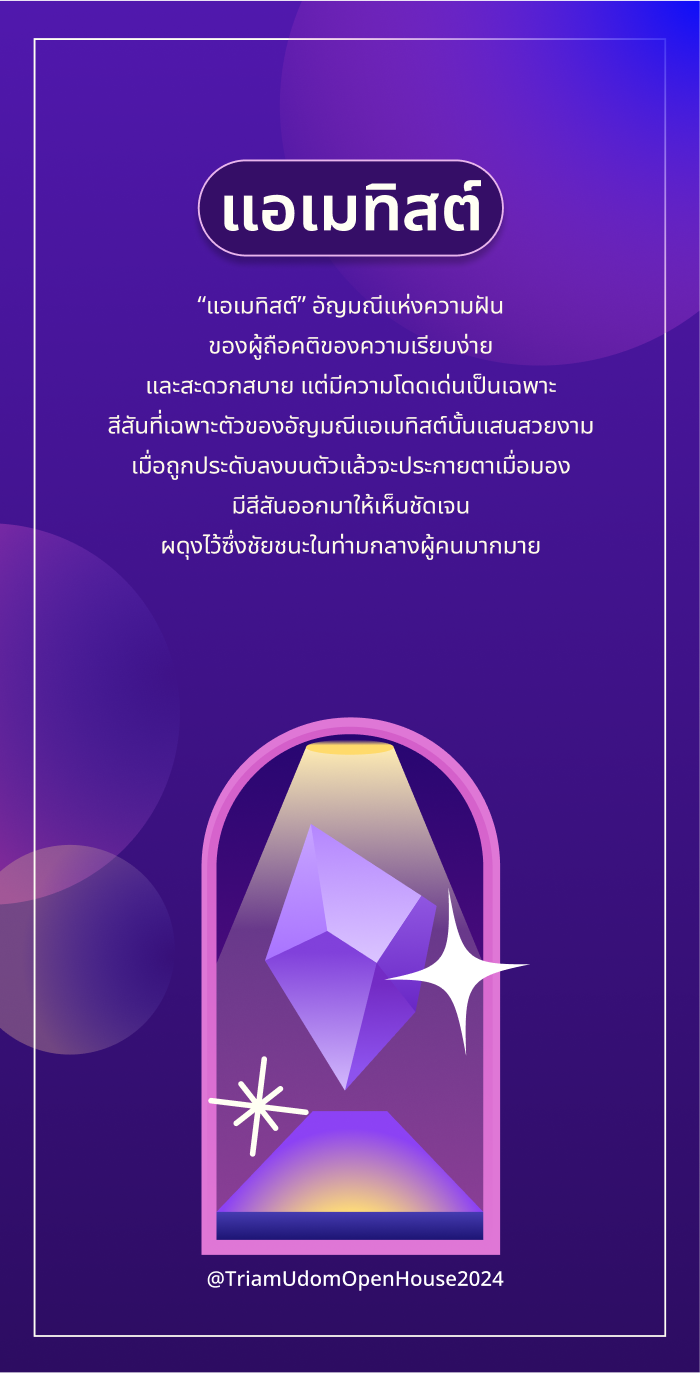 แอเมทิสต์
“แอเมทิสต์” อัญมณีแห่งความฝัน
ของผู้ถือคติของความเรียบง่าย
และสะดวกสบาย แต่มีความโดดเด่นเป็นเฉพาะ
สีสันที่เฉพาะตัวของอัญมณีแอเมทิสต์นั้นแสนสวยงาม
เมื่อถูกประดับลงบนตัวแล้วจะประกายตาเมื่อมอง
มีสีสันออกมาให้เห็นชัดเจน
ผดุงไว้ซึ่งชัยชนะในท่ามกลางผู้คนมากมาย
@TriamUdomOpenHouse2024